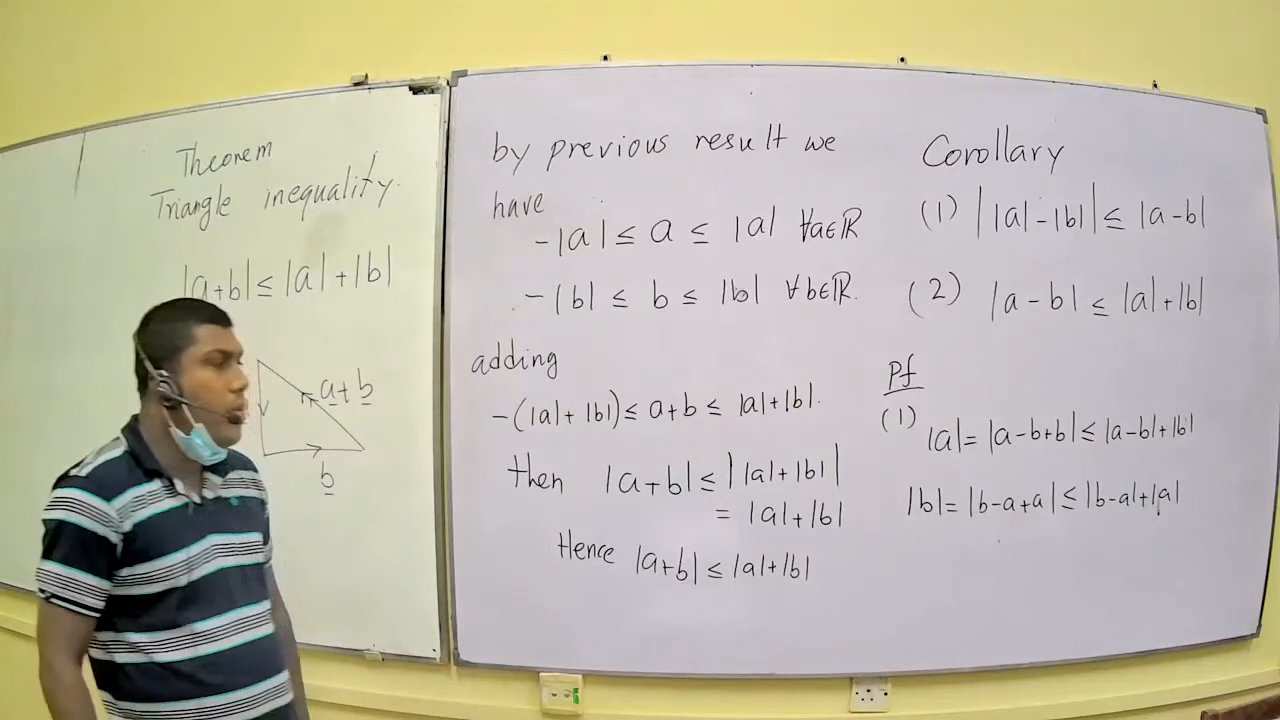 Theorem
Triangle inequality.
|a+b| ≤ |a| + |b|
a + b
b
by previous result we
have
-|a| ≤ a ≤ |a| ∀a∈ℝ
-|b| ≤ b ≤ |b| ∀b∈ℝ.
adding
-(|a| + |b|) ≤ a+b ≤ |a|+|b|.
then |a+b| ≤ ||a|+|b||
= |a|+|b|
Hence |a+b| ≤ |a|+|b|
Corollary
(1) ||a| - |b|| ≤ |a-b|
(2) |a-b| ≤ |a|+|b|
Pf
(1)
|a| = |a-b+b| ≤ |a-b|+|b|
|b| = |b-a+a| ≤ |b-a|+|a|